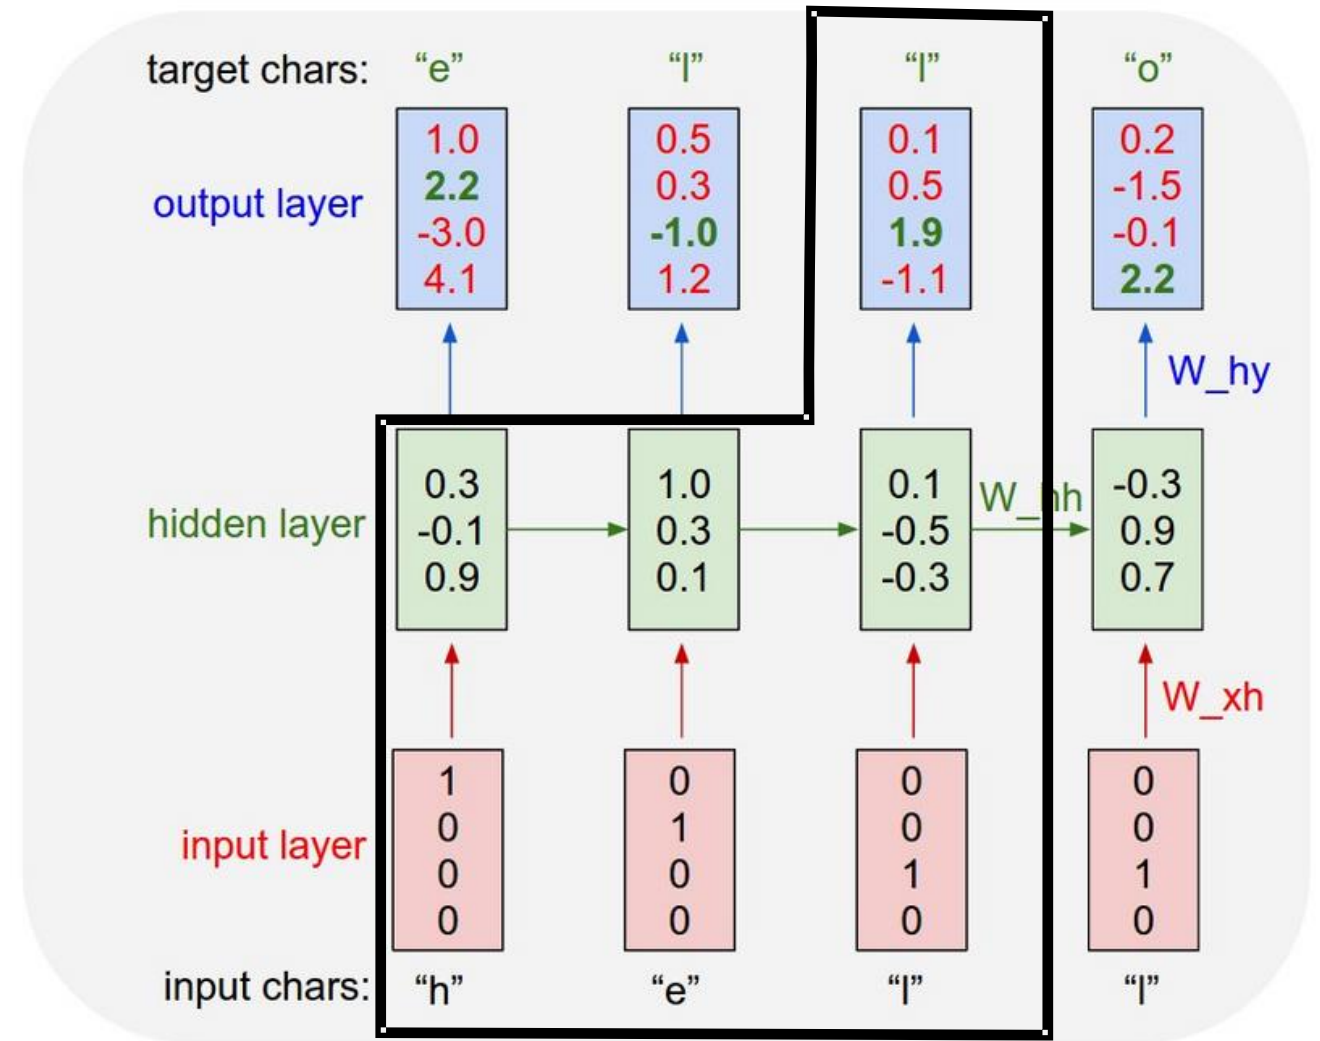 target chars: “e” “l” “l” “o”
output layer
1.0 0.5 0.1 0.2
2.2 0.3 0.5 -1.5
-3.0 -1.0 1.9 -0.1
4.1 1.2 -1.1 2.2
W_hy
hidden layer
0.3 1.0 0.1 W_hh -0.3
-0.1 0.3 -0.5 0.9
0.9 0.1 -0.3 0.7
W_xh
input layer
1 0 0 0
0 1 0 0
0 0 1 1
0 0 0 0
input chars: “h” “e” “l” “l”